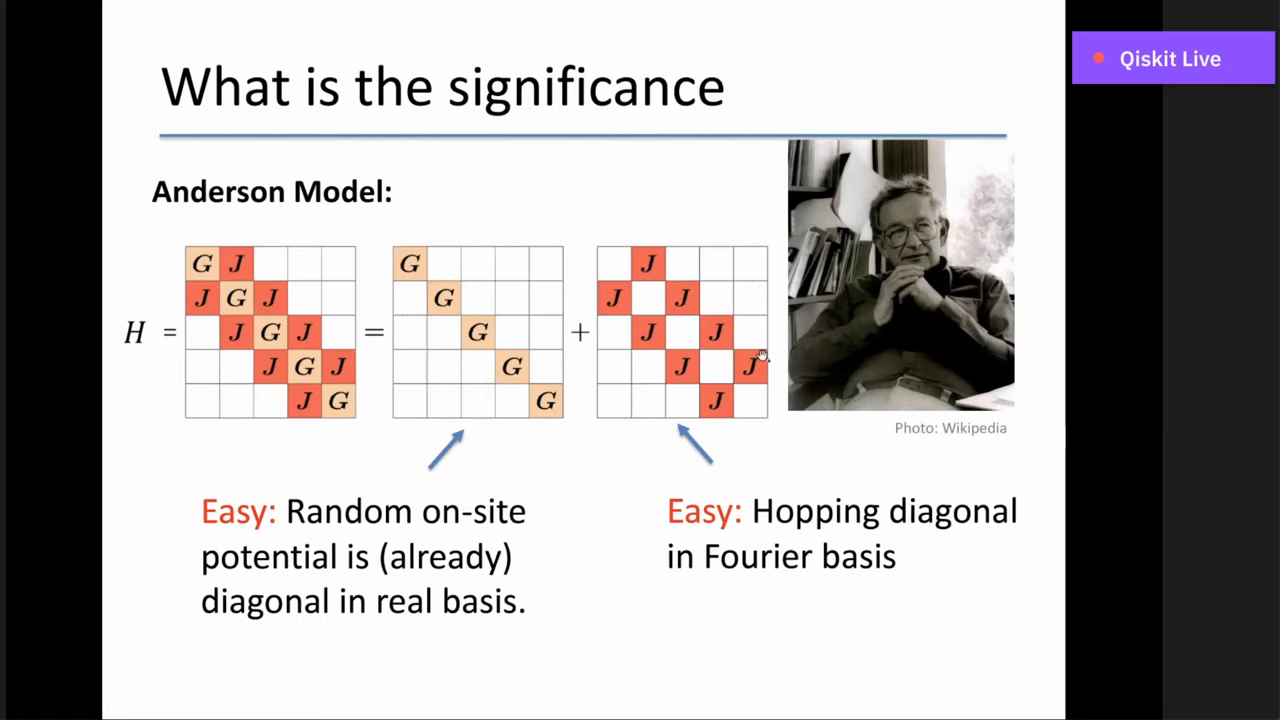 What is the significance
Qiskit Live
Anderson Model:
H = G J = G + J
J G J G J J
J G J G J J
J G J G J J
J G G J
Photo: Wikipedia
Easy: Random on-site
potential is (already)
diagonal in real basis.
Easy: Hopping diagonal
in Fourier basis